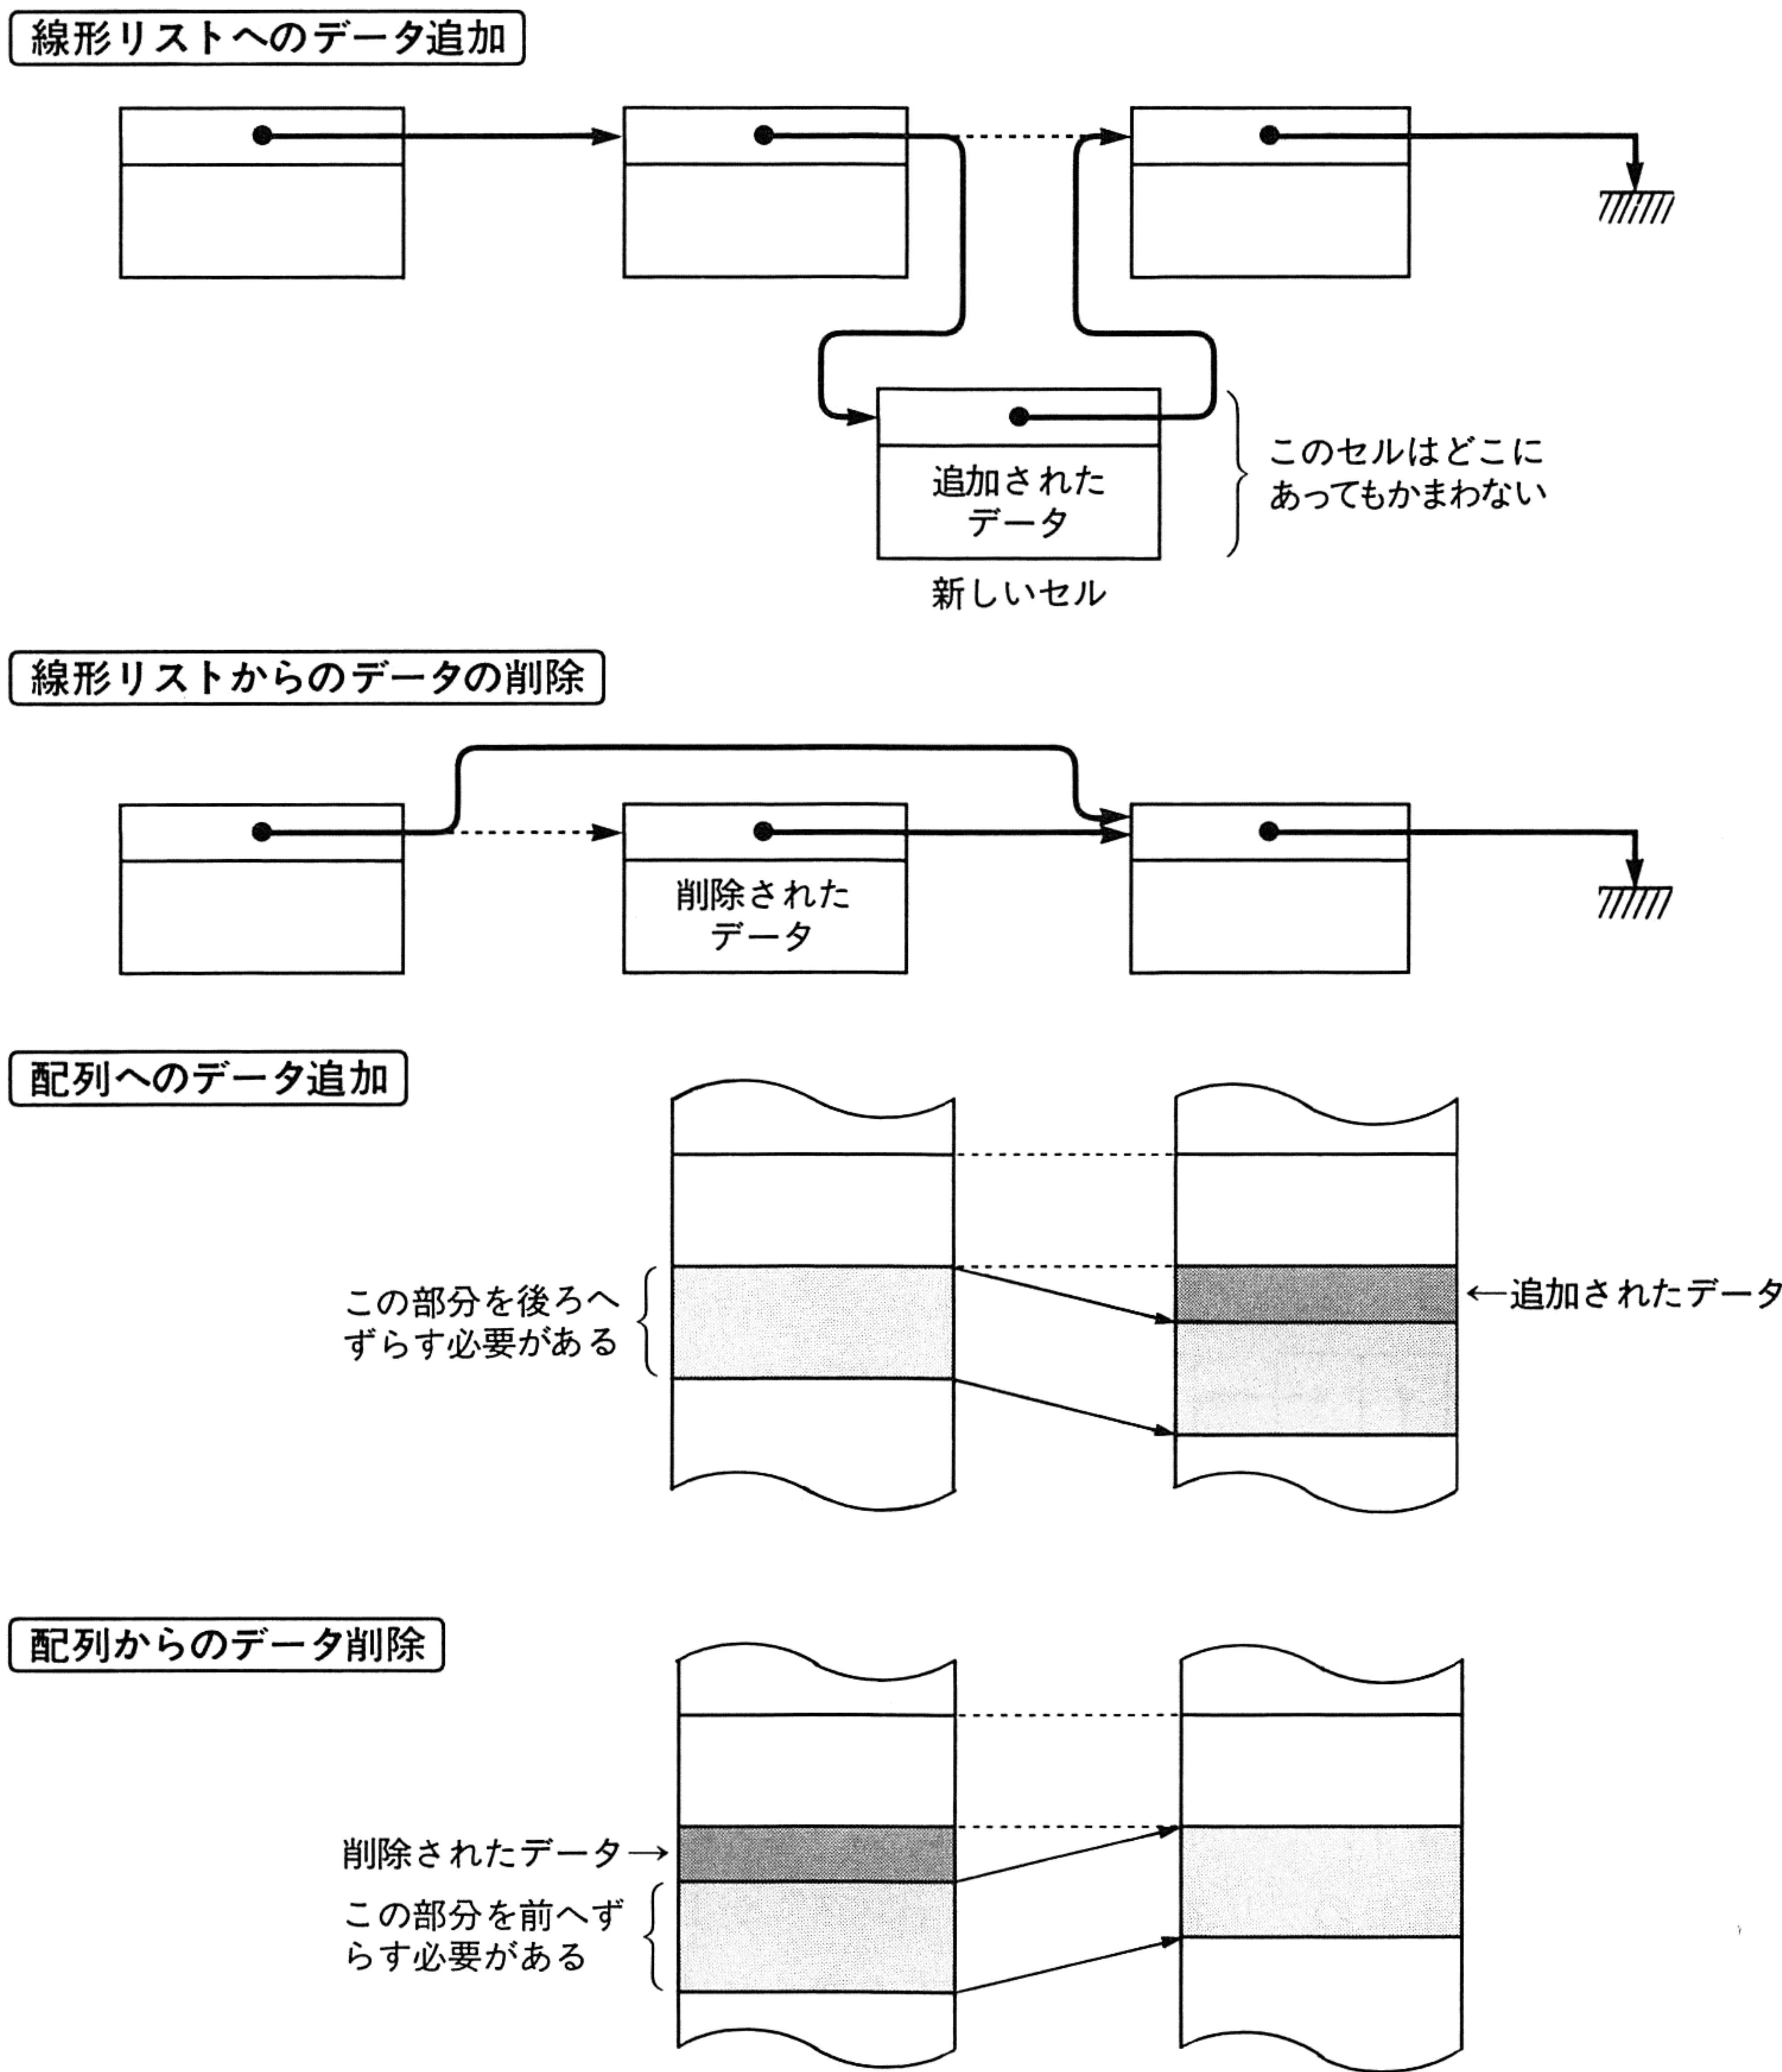 線形リストへのデータ追加
このセルはどこに
あってもかまわない
追加された
データ
新しいセル
線形リストからのデータの削除
削除された
データ
配列へのデータ追加
この部分を後ろへ
ずらす必要がある
←追加されたデータ
配列からのデータ削除
削除されたデータ→
この部分を前へず
らす必要がある